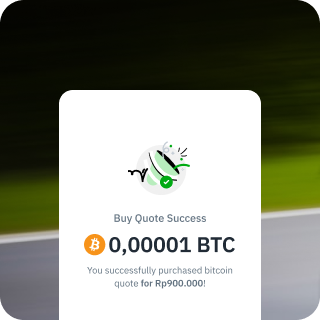 Buy Quote Success
0,00001 BTC
You successfully purchased bitcoin
quote for Rp900.000!